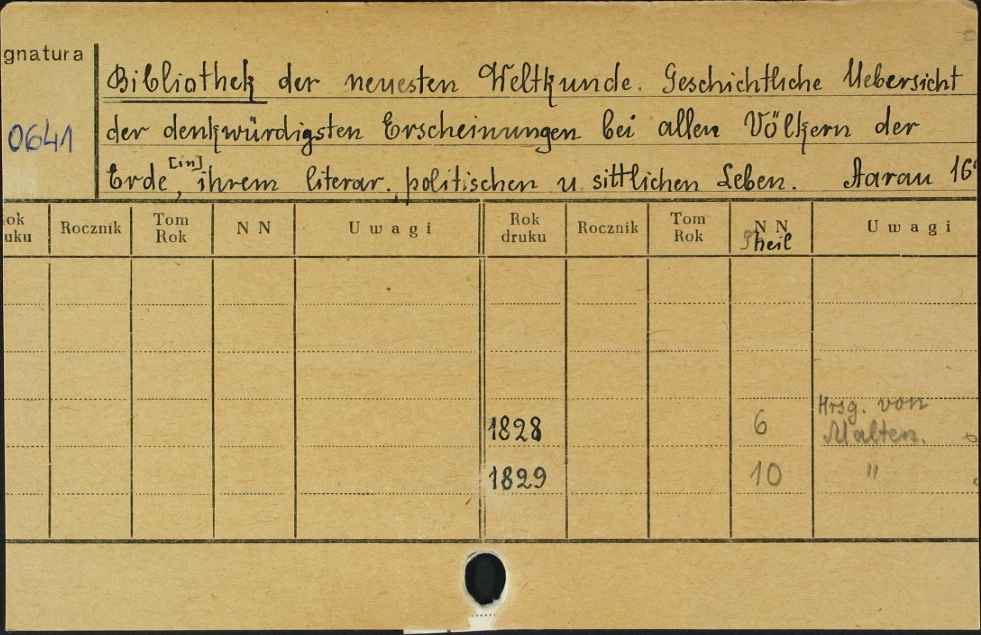 gnatura
Bibliothek der neuesten Weltkunde. Geschichtliche Uebersicht
0641
der denkwürdigsten Erscheinungen bei allen Völkern der
Erde, [in] ihrem literar., politischen u. sittlichen Leben. Aarau 16°
ok uku Rocznik Tom Rok N N Uwagi Rok druku Rocznik Tom Rok N N Theil Uwagi
1828 6 Hrsg. von Malten.
1829 10 "